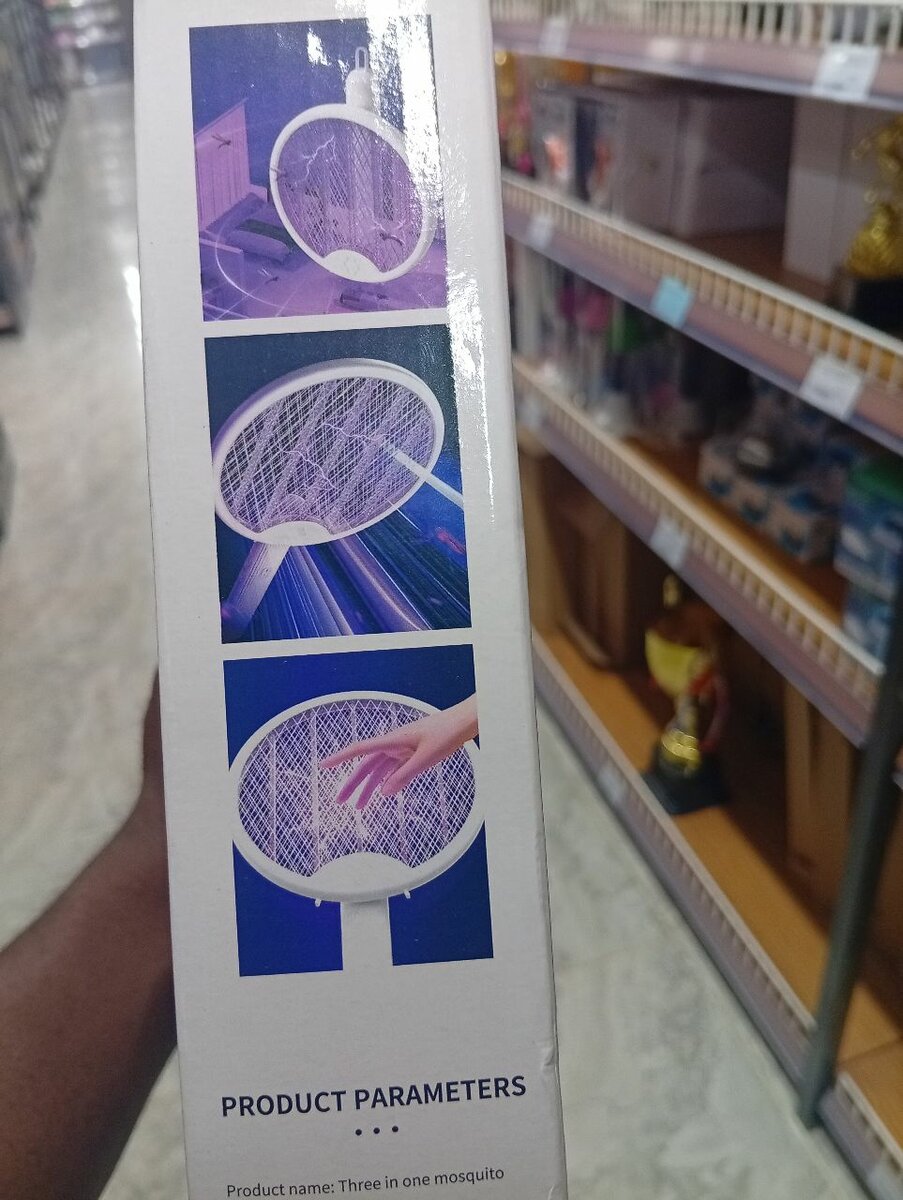 PRODUCT PARAMETERS
Product name: Three in one mosquito